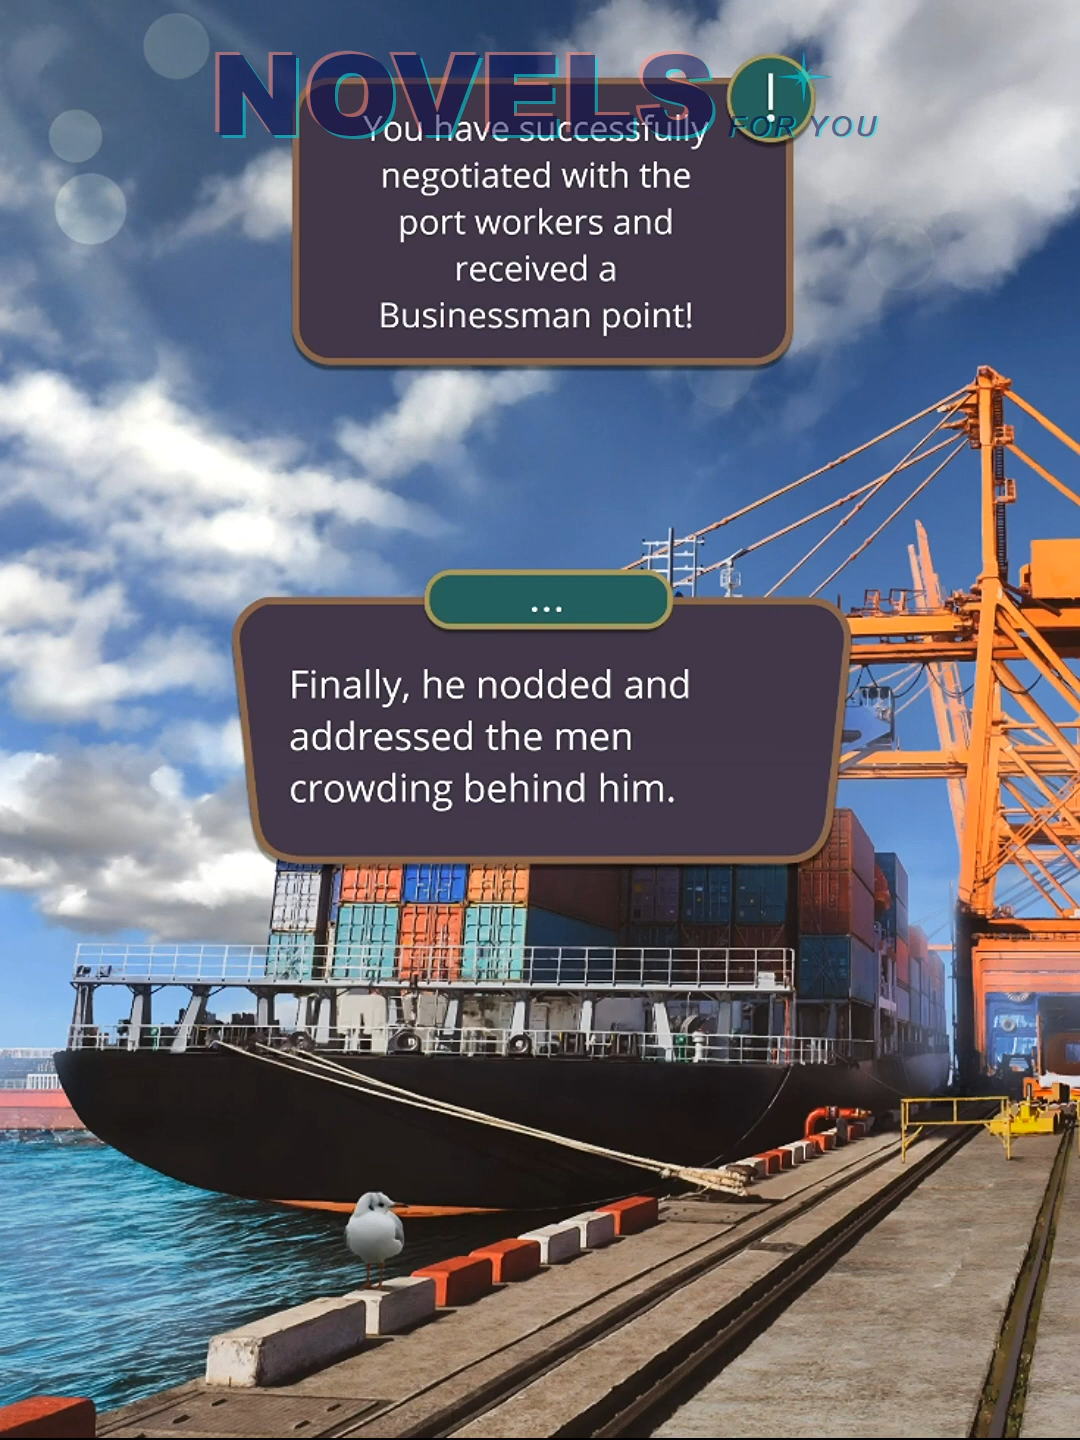 NOVELS
FOR YOU
!
You have successfully
negotiated with the
port workers and
received a
Businessman point!
...
Finally, he nodded and
addressed the men
crowding behind him.